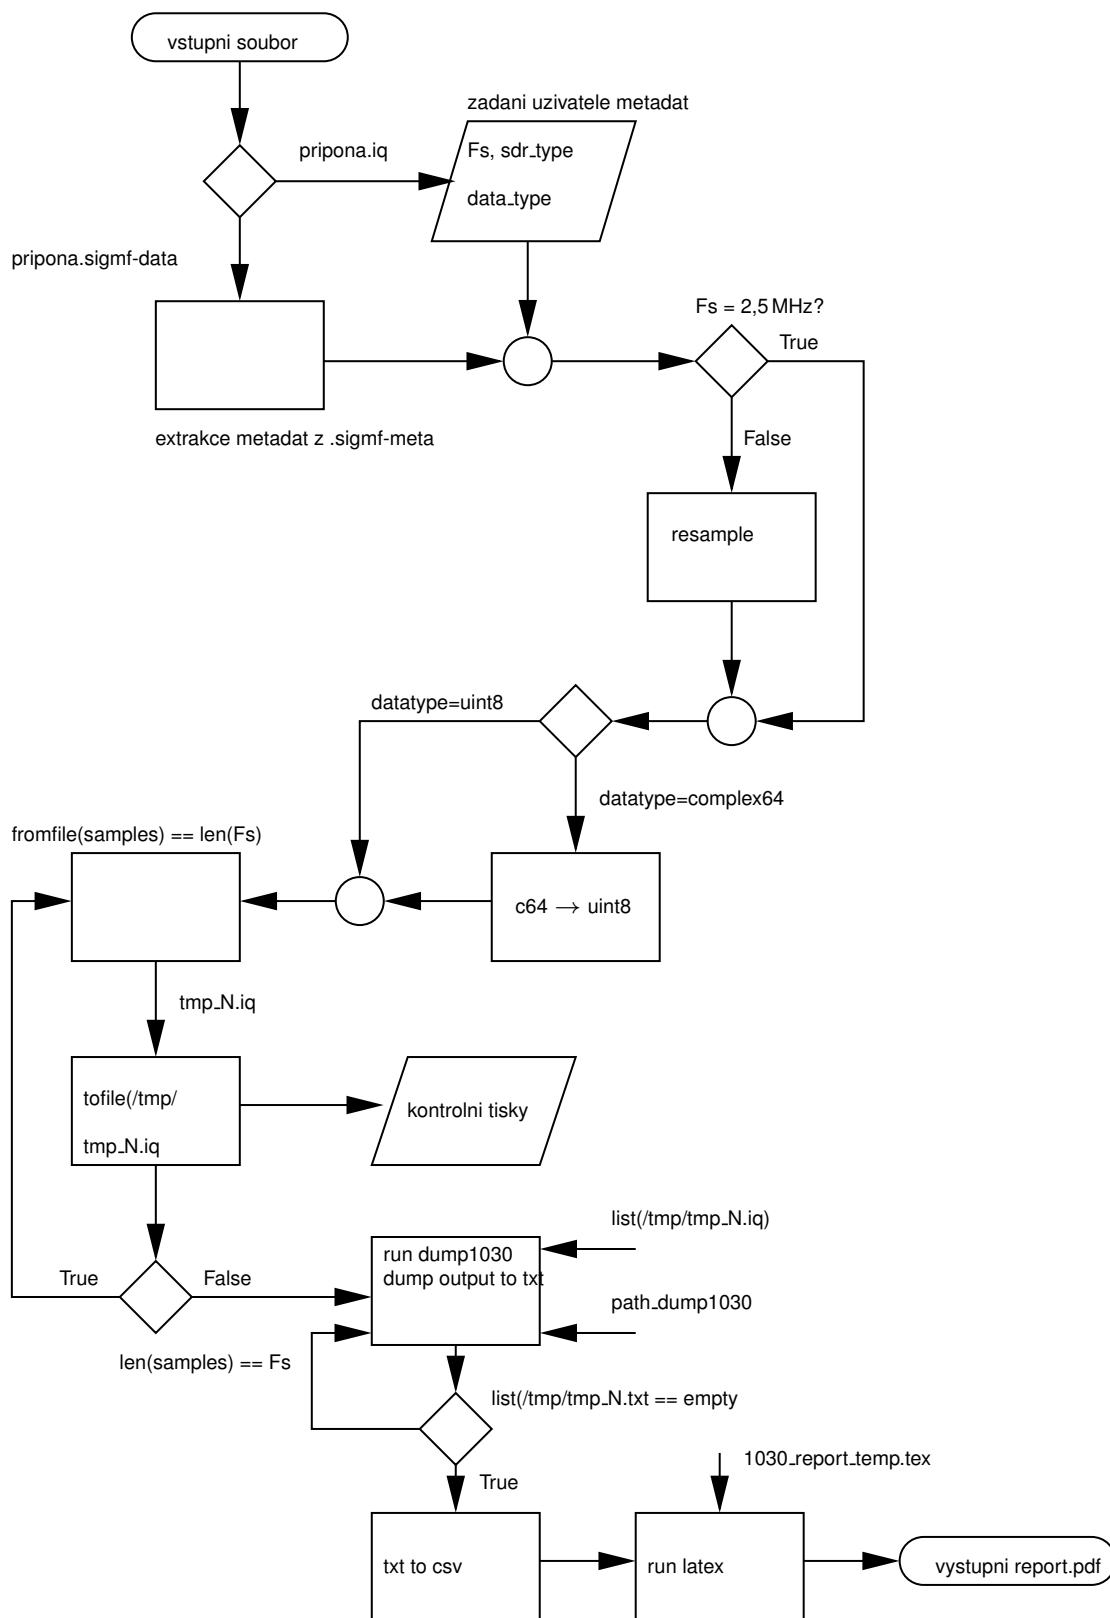 vstupni soubor
zadani uzivatele metadat
pripona.iq
Fs, sdr_type
data_type
pripona.sigmf-data
Fs = 2,5 MHz?
True
extrakce metadat z .sigmf-meta
False
resample
datatype=uint8
datatype=complex64
fromfile(samples) == len(Fs)
c64 → uint8
tmp_N.iq
tofile(/tmp/
tmp_N.iq
kontrolni tisky
list(/tmp/tmp_N.iq)
run dump1030
dump output to txt
True
False
path_dump1030
len(samples) == Fs
list(/tmp/tmp_N.txt == empty
1030_report_temp.tex
True
txt to csv
run latex
vystupni report.pdf